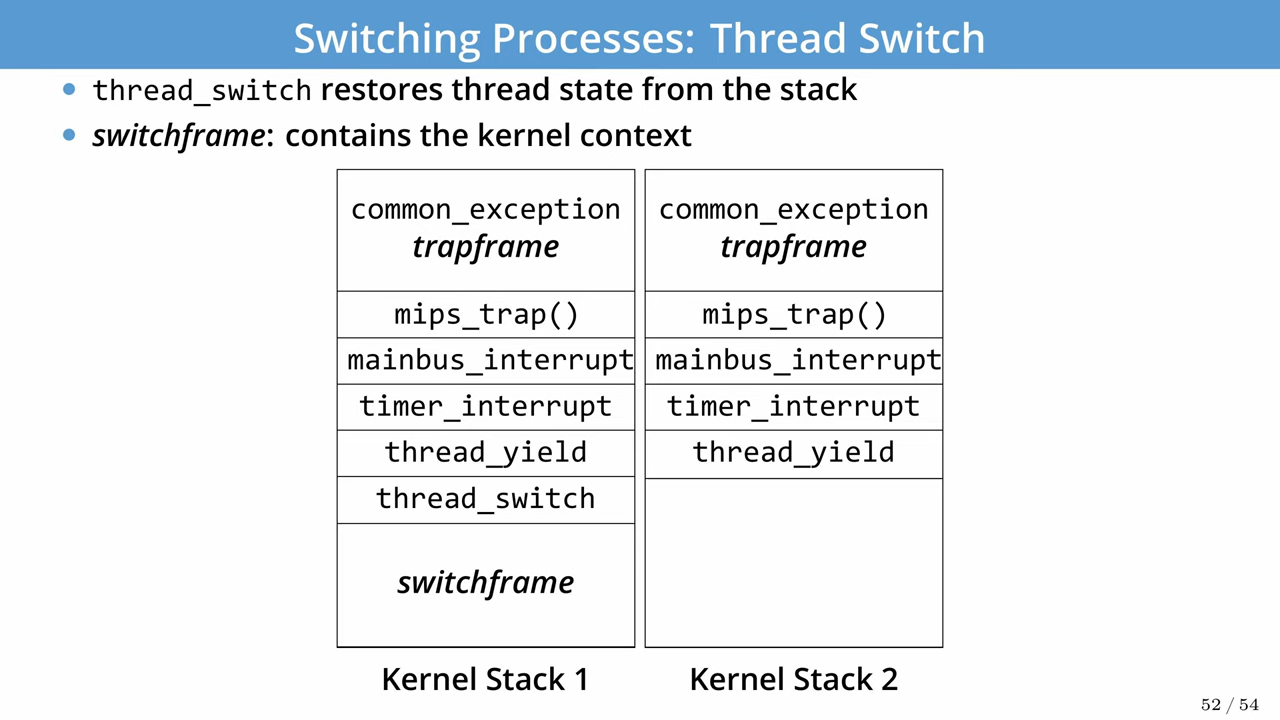 Switching Processes: Thread Switch
• thread_switch restores thread state from the stack
• switchframe: contains the kernel context
common_exception
trapframe
mips_trap()
mainbus_interrupt
timer_interrupt
thread_yield
thread_switch
switchframe
Kernel Stack 1
common_exception
trapframe
mips_trap()
mainbus_interrupt
timer_interrupt
thread_yield
Kernel Stack 2
52 / 54